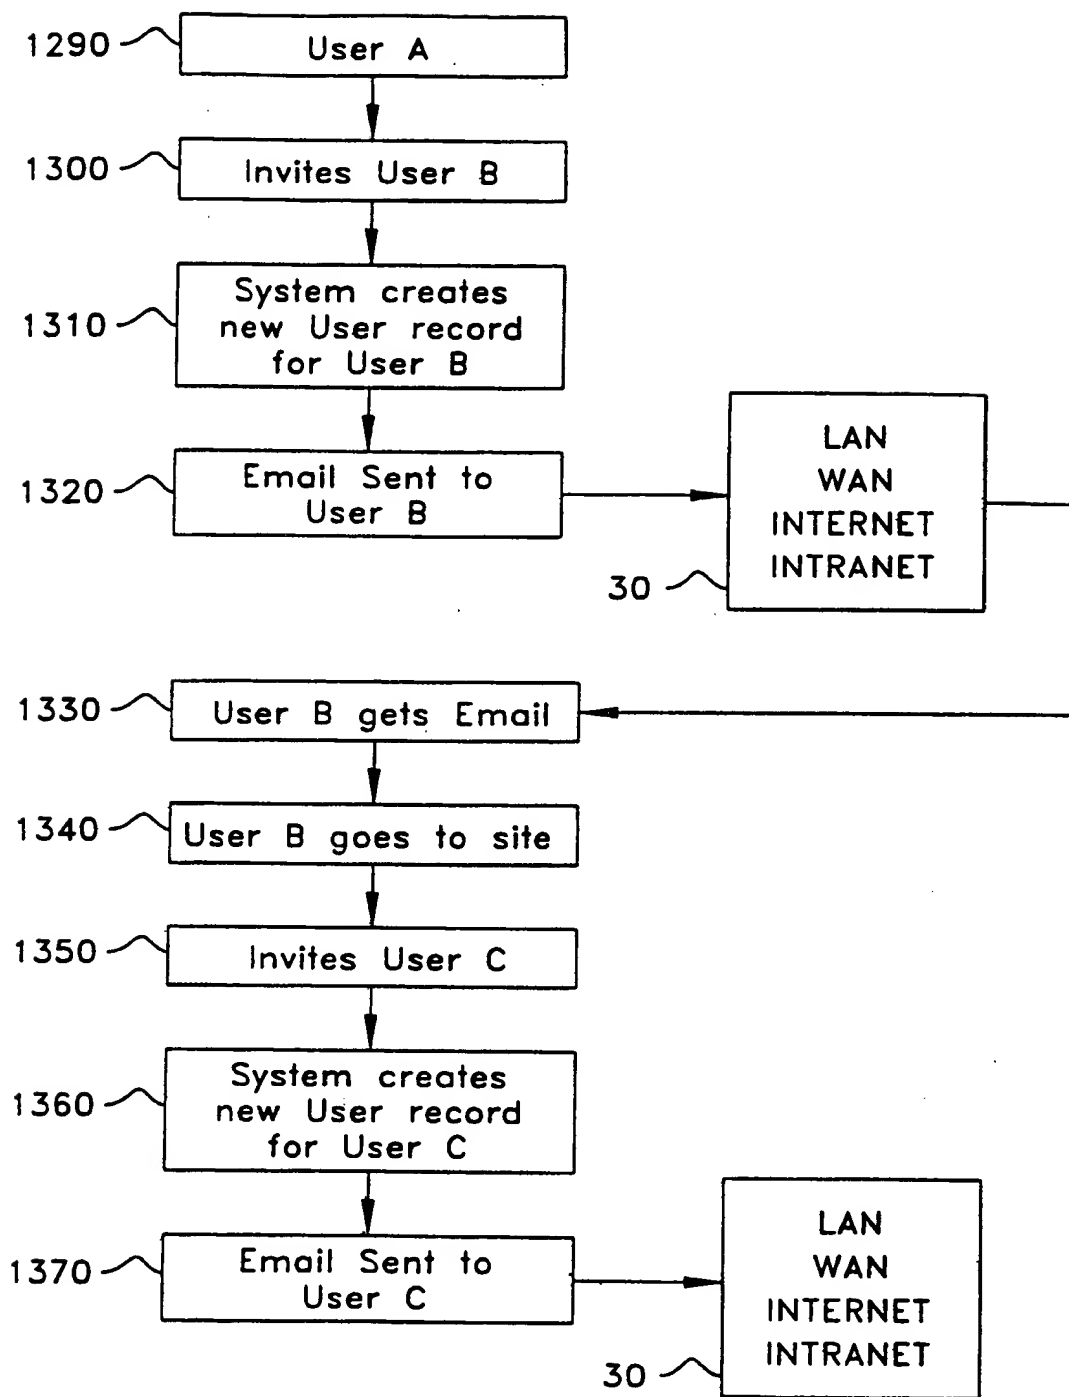 1290
User A
1300
Invites User B
1310
System creates
new User record
for User B
1320
Email Sent to
User B
LAN
WAN
INTERNET
INTRANET
30
1330
User B gets Email
1340
User B goes to site
1350
Invites User C
1360
System creates
new User record
for User C
1370
Email Sent to
User C
LAN
WAN
INTERNET
INTRANET
30